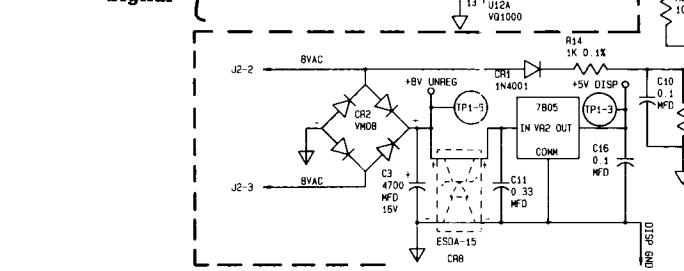 Signal
13
U12A
VQ1000
R14
1K 0.1%
J2-2
8VAC
CR1
1N4001
+8V UNREG
+5V DISP
C10
0.1
MFD
TP1-5
7805
TP1-3
CR2
VM08
IN VR2 OUT
COMM
C16
0.1
MFD
J2-3
8VAC
C3
4700
MFD
16V
C11
0.33
MFD
ESDA-15
CR8
DISP GND